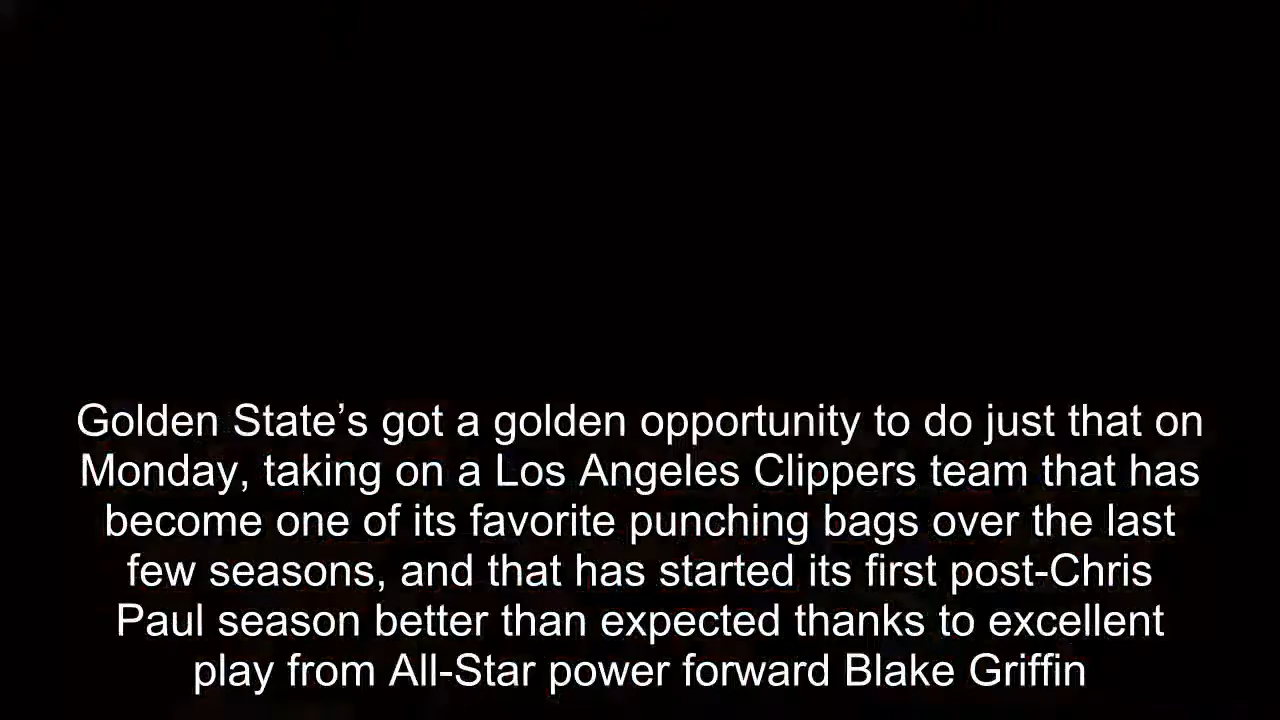 Golden State’s got a golden opportunity to do just that on
Monday, taking on a Los Angeles Clippers team that has
become one of its favorite punching bags over the last
few seasons, and that has started its first post-Chris
Paul season better than expected thanks to excellent
play from All-Star power forward Blake Griffin